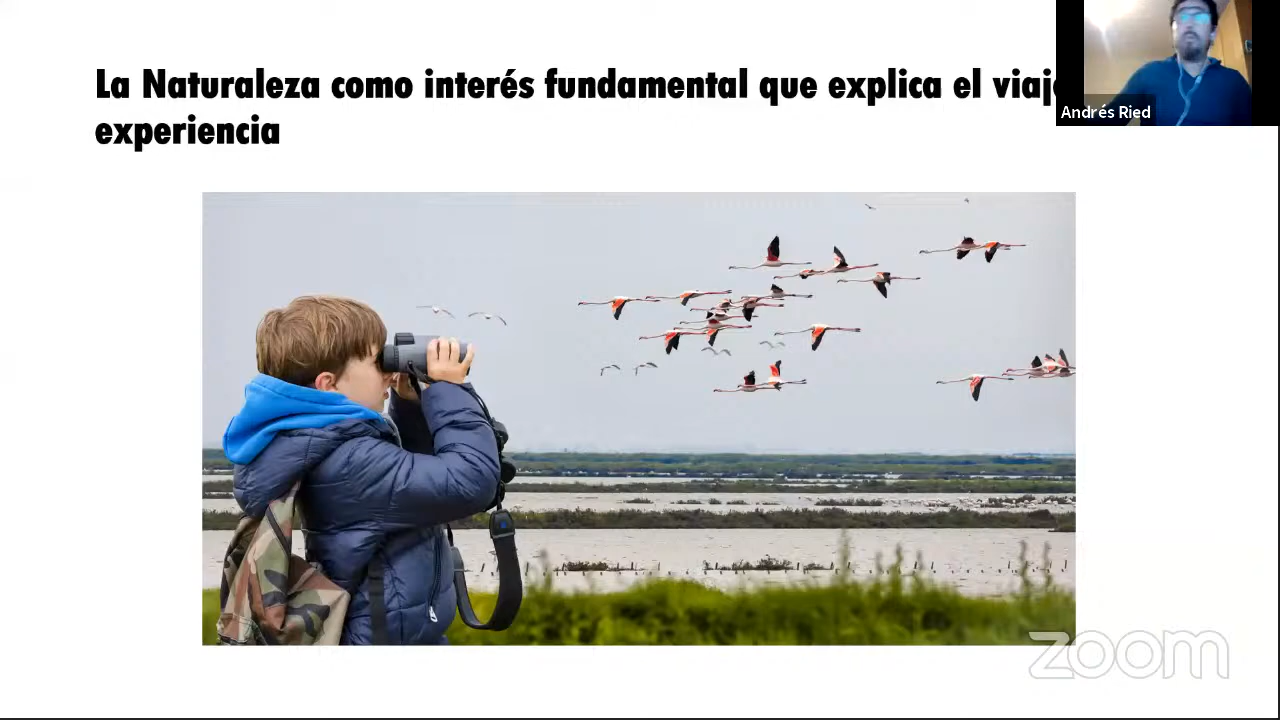 La Naturaleza como interés fundamental que explica el viaje
experiencia
Andrés Ried
zoom